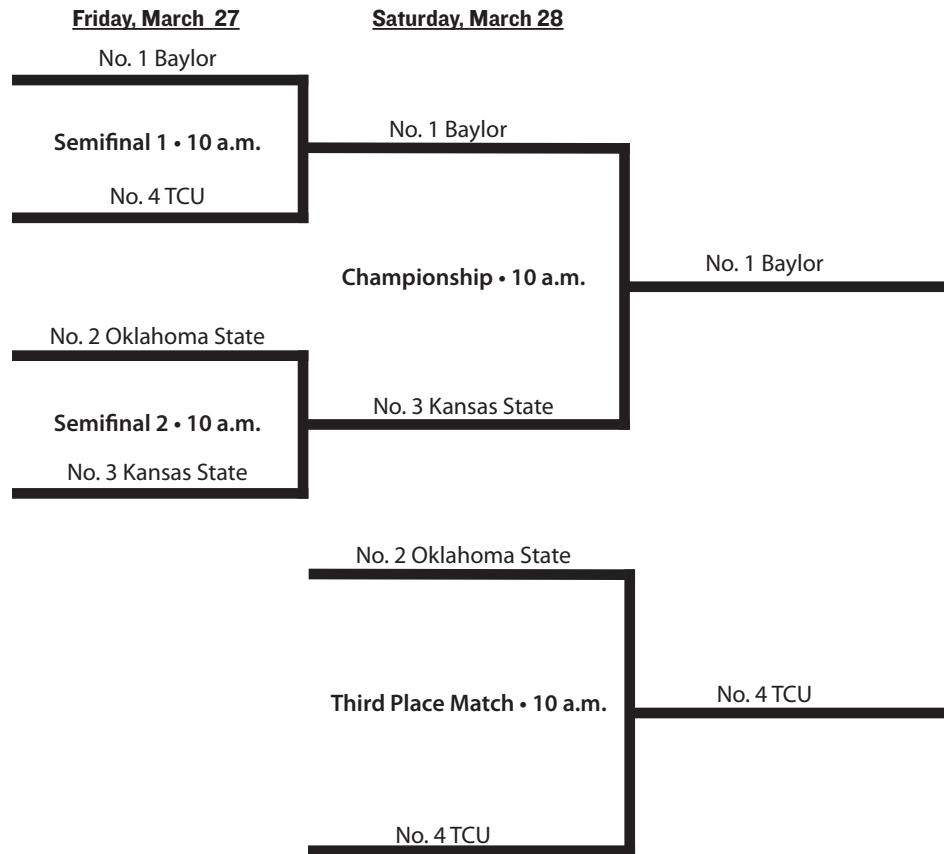 Friday, March 27
Saturday, March 28
No. 1 Baylor
Semifinal 1 • 10 a.m.
No. 1 Baylor
No. 4 TCU
Championship • 10 a.m.
No. 1 Baylor
No. 2 Oklahoma State
Semifinal 2 • 10 a.m.
No. 3 Kansas State
No. 3 Kansas State
No. 2 Oklahoma State
Third Place Match • 10 a.m.
No. 4 TCU
No. 4 TCU